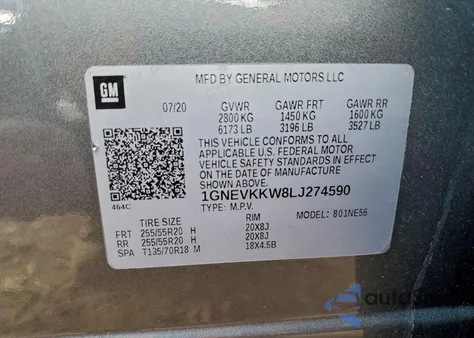 MFD BY GENERAL MOTORS LLC
GM
07/20 GVWR GAWR FRT GAWR RR
2800 KG 1450 KG 1600 KG
6173 LB 3196 LB 3527 LB
THIS VEHICLE CONFORMS TO ALL
APPLICABLE U.S. FEDERAL MOTOR
VEHICLE SAFETY STANDARDS IN EFFECT ON
THE DATE OF MANUFACTURE
SHOWN ABOVE.
1GNEVKKW8LJ274590
464C TYPE: M.P.V. MODEL: 801NE56
TIRE SIZE RIM
FRT 255/55R20 H 20X8J
RR 255/55R20 H 20X8J
SPA T135/70R18 M 18X4.5B